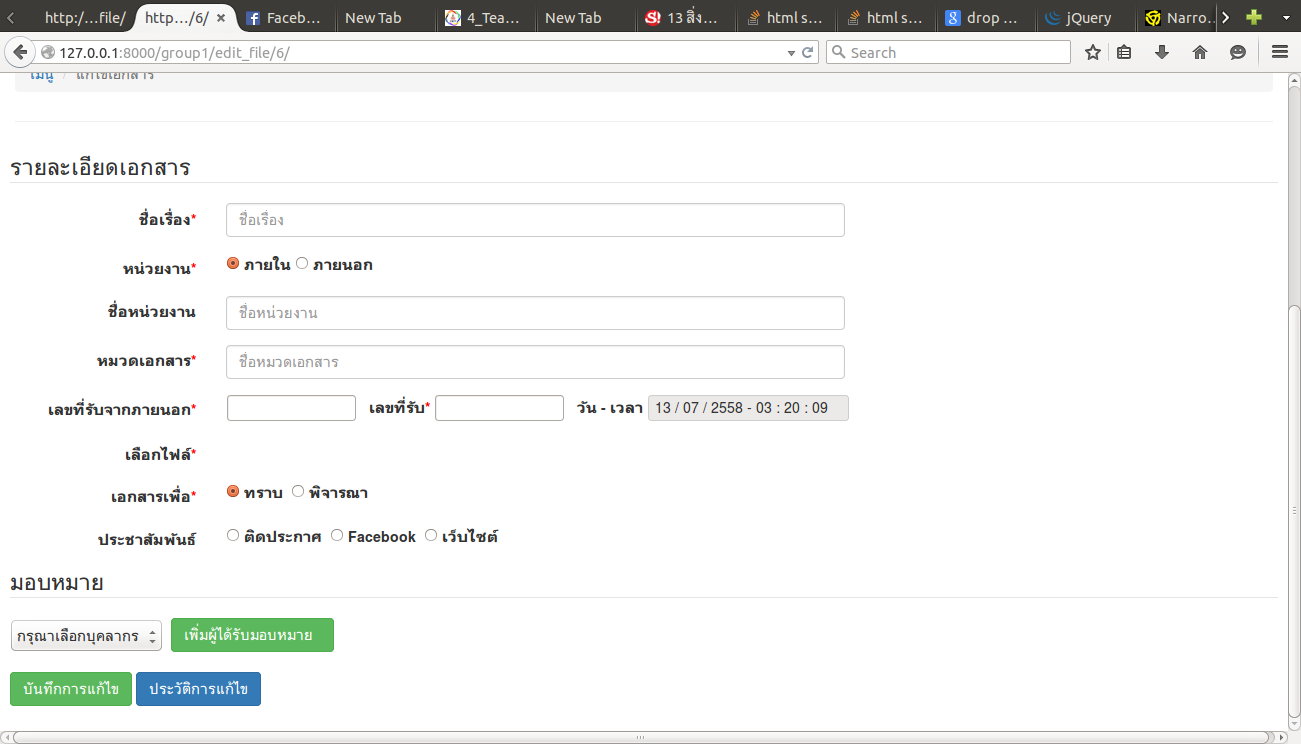 http:/...file/ http.../6/ Faceb... New Tab 4_Tea... New Tab 13 สิ่ง... html s... html s... drop ... jQuery Narro...
127.0.0.1:8000/group1/edit_file/6/ Search
เมนู / แก้ไขเอกสาร
รายละเอียดเอกสาร
ชื่อเรื่อง* ชื่อเรื่อง
หน่วยงาน* ภายใน ภายนอก
ชื่อหน่วยงาน ชื่อหน่วยงาน
หมวดเอกสาร* ชื่อหมวดเอกสาร
เลขที่รับจากภายนอก* เลขที่รับ* วัน - เวลา 13 / 07 / 2558 - 03 : 20 : 09
เลือกไฟล์*
เอกสารเพื่อ* ทราบ พิจารณา
ประชาสัมพันธ์ ติดประกาศ Facebook เว็บไซต์
มอบหมาย
กรุณาเลือกบุคลากร เพิ่มผู้ได้รับมอบหมาย
บันทึกการแก้ไข ประวัติการแก้ไข